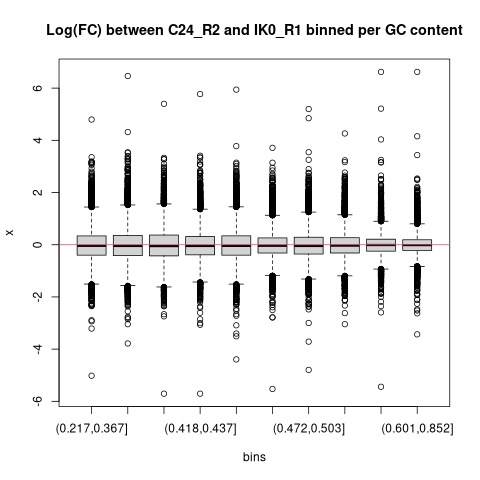 Log(FC) between C24_R2 and IK0_R1 binned per GC content
x
6
4
2
0
-2
-4
-6
(0.217,0.367] (0.418,0.437] (0.472,0.503] (0.601,0.852]
bins